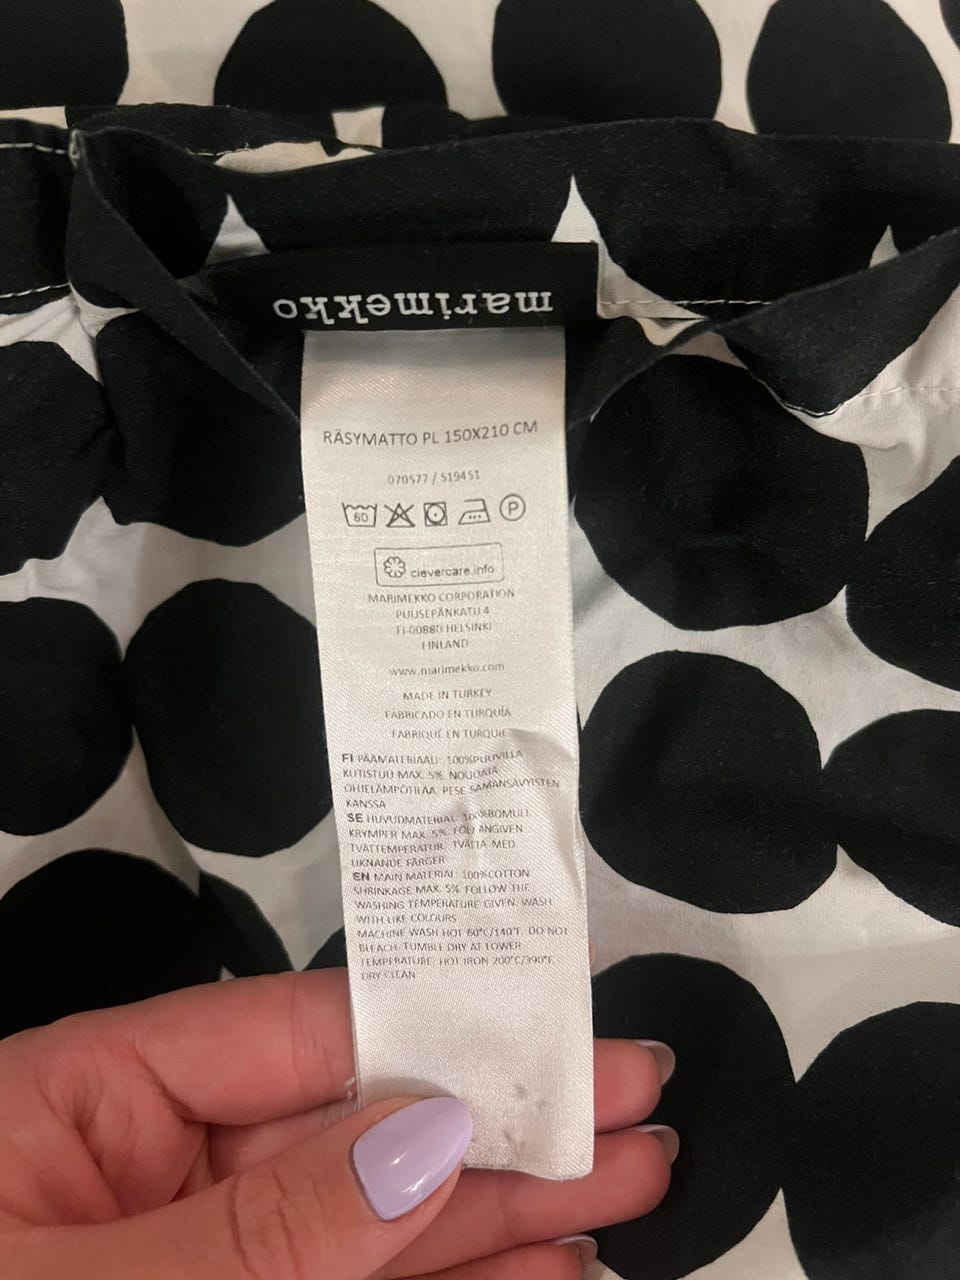 marimekko
RÄSYMATTO PL 150X210 CM
070577 / 519451
60 P
clevercare.info
MARIMEKKO CORPORATION
PUUSEPÄNKATU 4
FI-00880 HELSINKI
FINLAND
www.marimekko.com
MADE IN TURKEY
FABRICADO EN TURQUÍA
FABRIQUÉ EN TURQUIE
FI PÄÄMATERIAALI: 100%PUUVILLA
KUTISTUU MAX. 5%. NOUDATA
OHJELÄMPÖTILAA. PESE SAMANSÄVYISTEN
KANSSA
SE HUVUDMATERIAL: 100%BOMULL
KRYMPER MAX. 5%. FÖLJ ANGIVEN
TVÄTTEMPERATUR. TVÄTTA MED
LIKNANDE FÄRGER
EN MAIN MATERIAL: 100%COTTON
SHRINKAGE MAX. 5% FOLLOW THE
WASHING TEMPERATURE GIVEN. WASH
WITH LIKE COLOURS
MACHINE WASH HOT 60°C/140°F. DO NOT
BLEACH. TUMBLE DRY AT LOWER
TEMPERATURE. HOT IRON 200°C/390°F.
DRY CLEAN